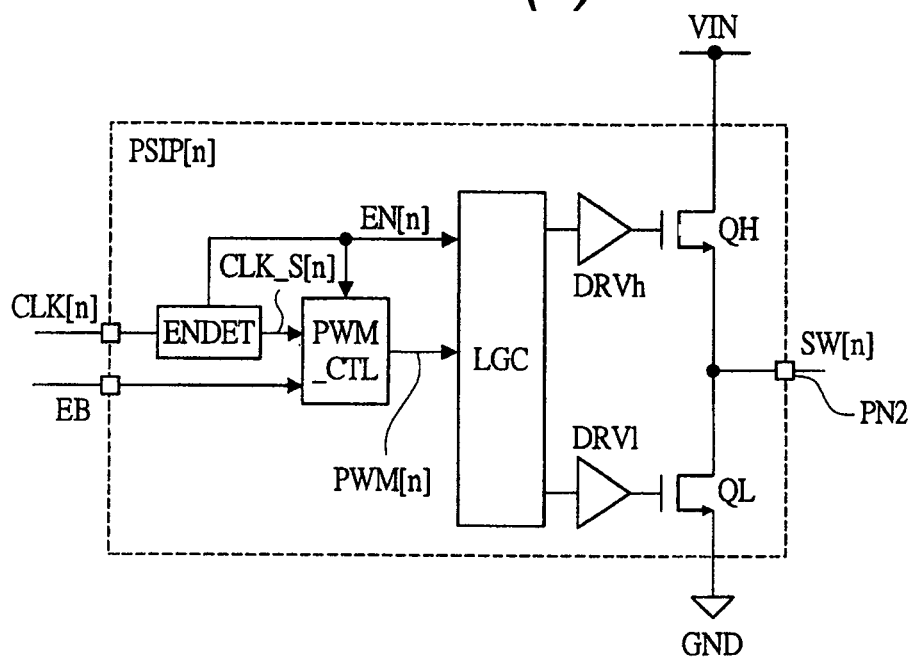 VIN
PSIP[n]
EN[n]
QH
CLK_S[n]
DRVh
CLK[n]
ENDET
PWM
_CTL
LGC
SW[n]
EB
PN2
DRVl
PWM[n]
QL
GND